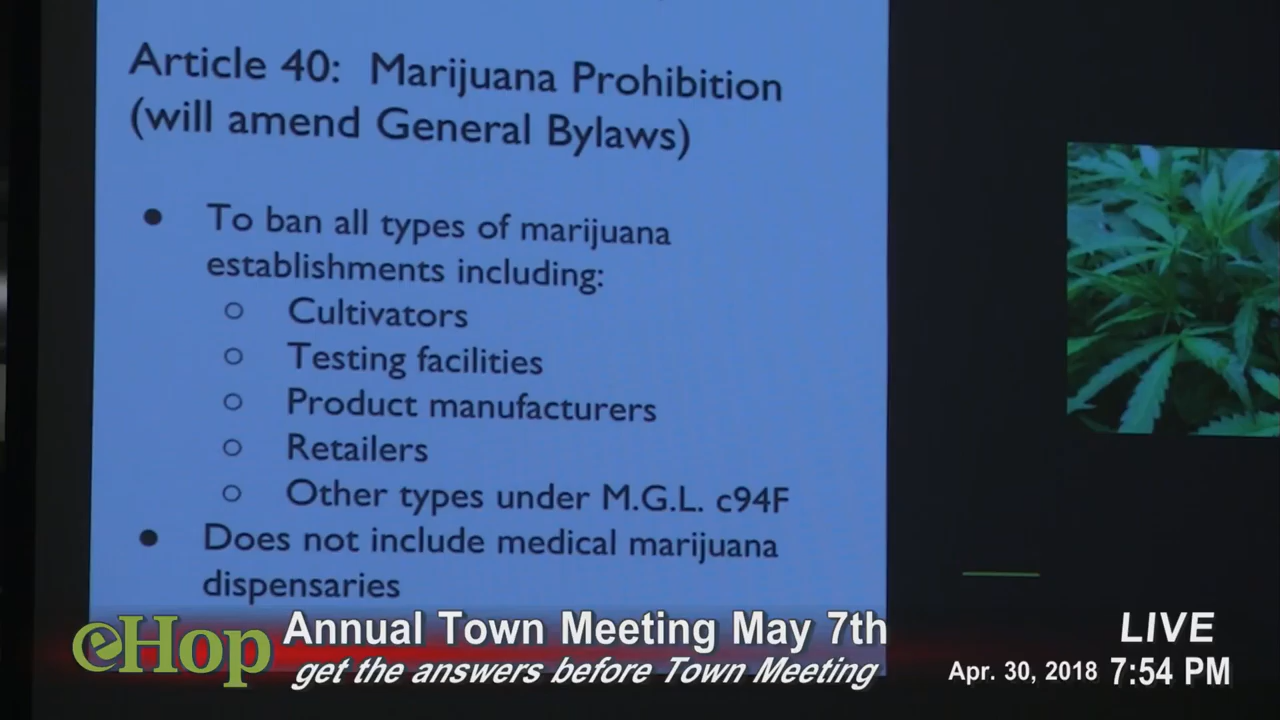 Article 40: Marijuana Prohibition
(will amend General Bylaws)
● To ban all types of marijuana
establishments including:
○ Cultivators
○ Testing facilities
○ Product manufacturers
○ Retailers
○ Other types under M.G.L. c94F
● Does not include medical marijuana
dispensaries
eHop
Annual Town Meeting May 7th
get the answers before Town Meeting
LIVE
Apr. 30, 2018 7:54 PM